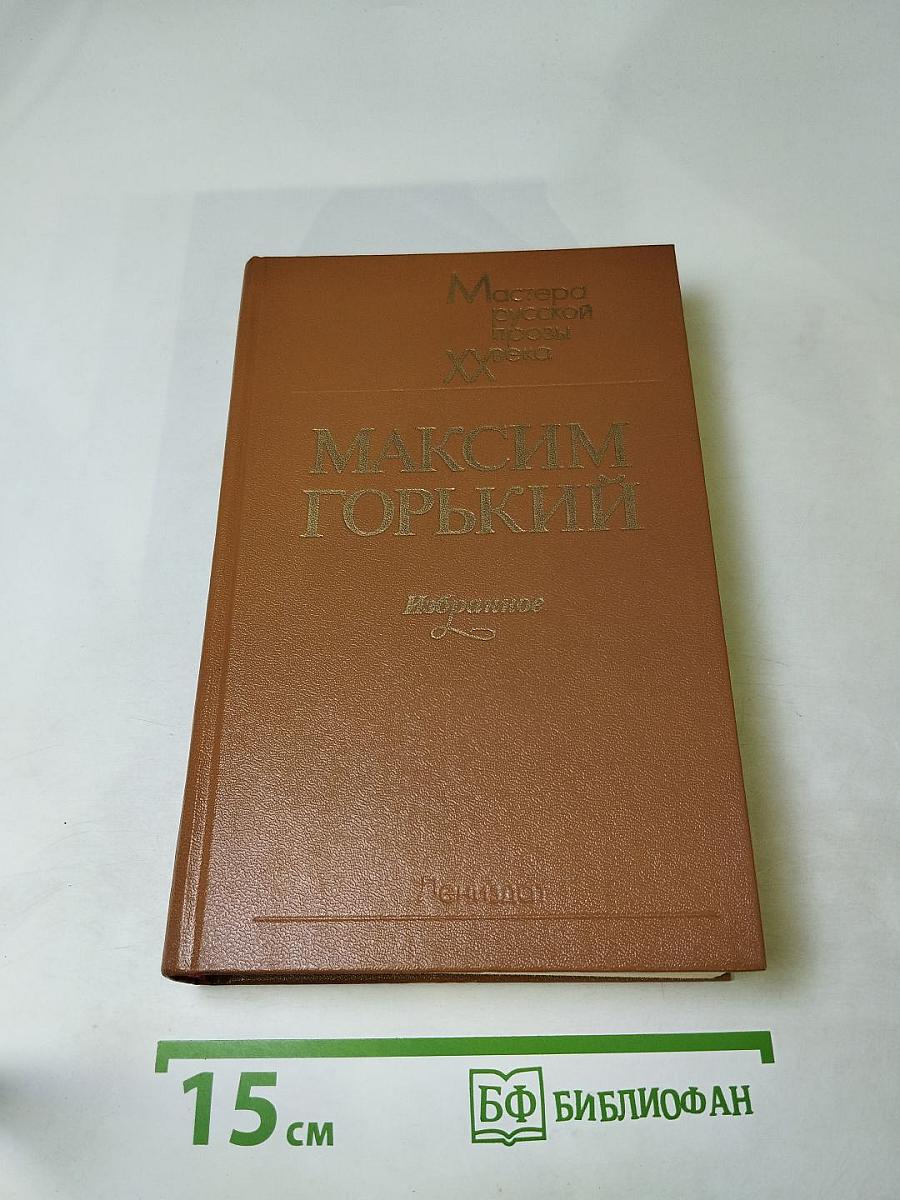 Мастера
русской
прозы
XX века
МАКСИМ
ГОРЬКИЙ
Избранное
Лениздат
15 см
БФ БИБЛИОФАН